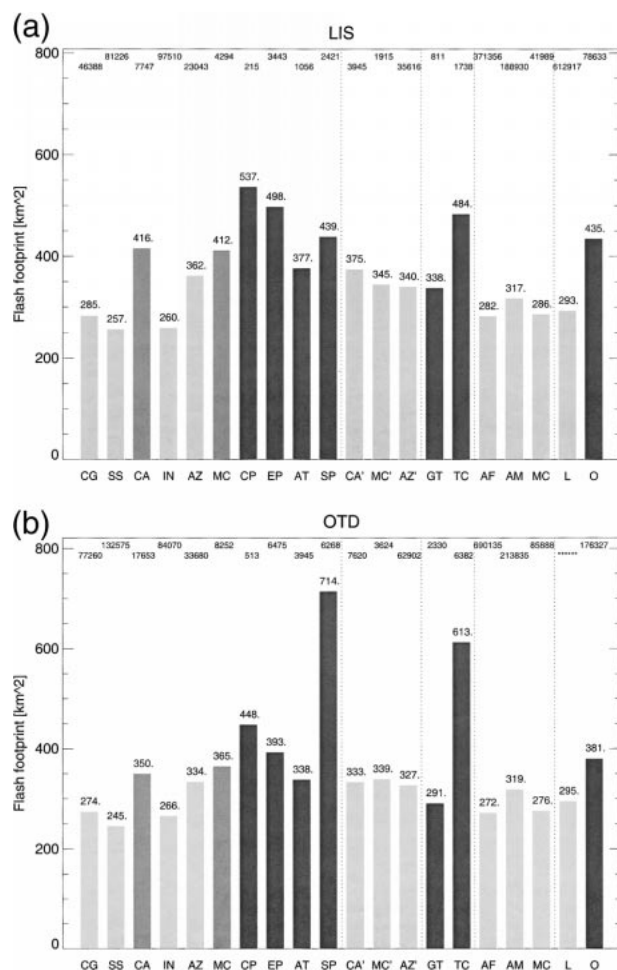 (a)
LIS
81226 97510 4294 3443 2421 1915 811 371356 41989 78633
46388 7747 23043 215 1056 3945 35616 1738 188930 612917
800
600
400
200
0
Flash footprint [km^2]
285. 257. 416. 260. 362. 412. 537. 498. 377. 439. 375. 345. 340. 338. 484. 282. 317. 286. 293. 435.
CG SS CA IN AZ MC CP EP AT SP CA' MC' AZ' GT TC AF AM MC L O
(b)
OTD
132575 84070 8252 6475 6268 3624 2330 690135 85888 176327
77260 17653 33680 513 3945 7620 62902 6382 213835 ******
800
600
400
200
0
Flash footprint [km^2]
274. 245. 350. 266. 334. 365. 448. 393. 338. 714. 333. 339. 327. 291. 613. 272. 319. 276. 295. 381.
CG SS CA IN AZ MC CP EP AT SP CA' MC' AZ' GT TC AF AM MC L O